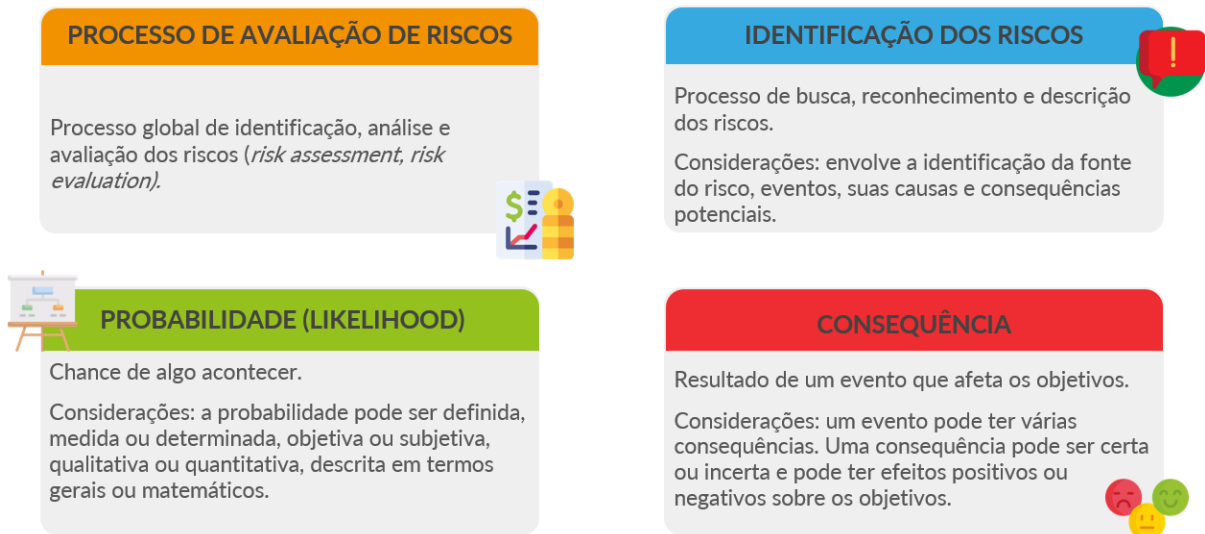 PROCESSO DE AVALIAÇÃO DE RISCOS
Processo global de identificação, análise e
avaliação dos riscos (risk assessment, risk
evaluation).
IDENTIFICAÇÃO DOS RISCOS
Processo de busca, reconhecimento e descrição
dos riscos.
Considerações: envolve a identificação da fonte
do risco, eventos, suas causas e consequências
potenciais.
PROBABILIDADE (LIKELIHOOD)
Chance de algo acontecer.
Considerações: a probabilidade pode ser definida,
medida ou determinada, objetiva ou subjetiva,
qualitativa ou quantitativa, descrita em termos
gerais ou matemáticos.
CONSEQUÊNCIA
Resultado de um evento que afeta os objetivos.
Considerações: um evento pode ter várias
consequências. Uma consequência pode ser certa
ou incerta e pode ter efeitos positivos ou
negativos sobre os objetivos.